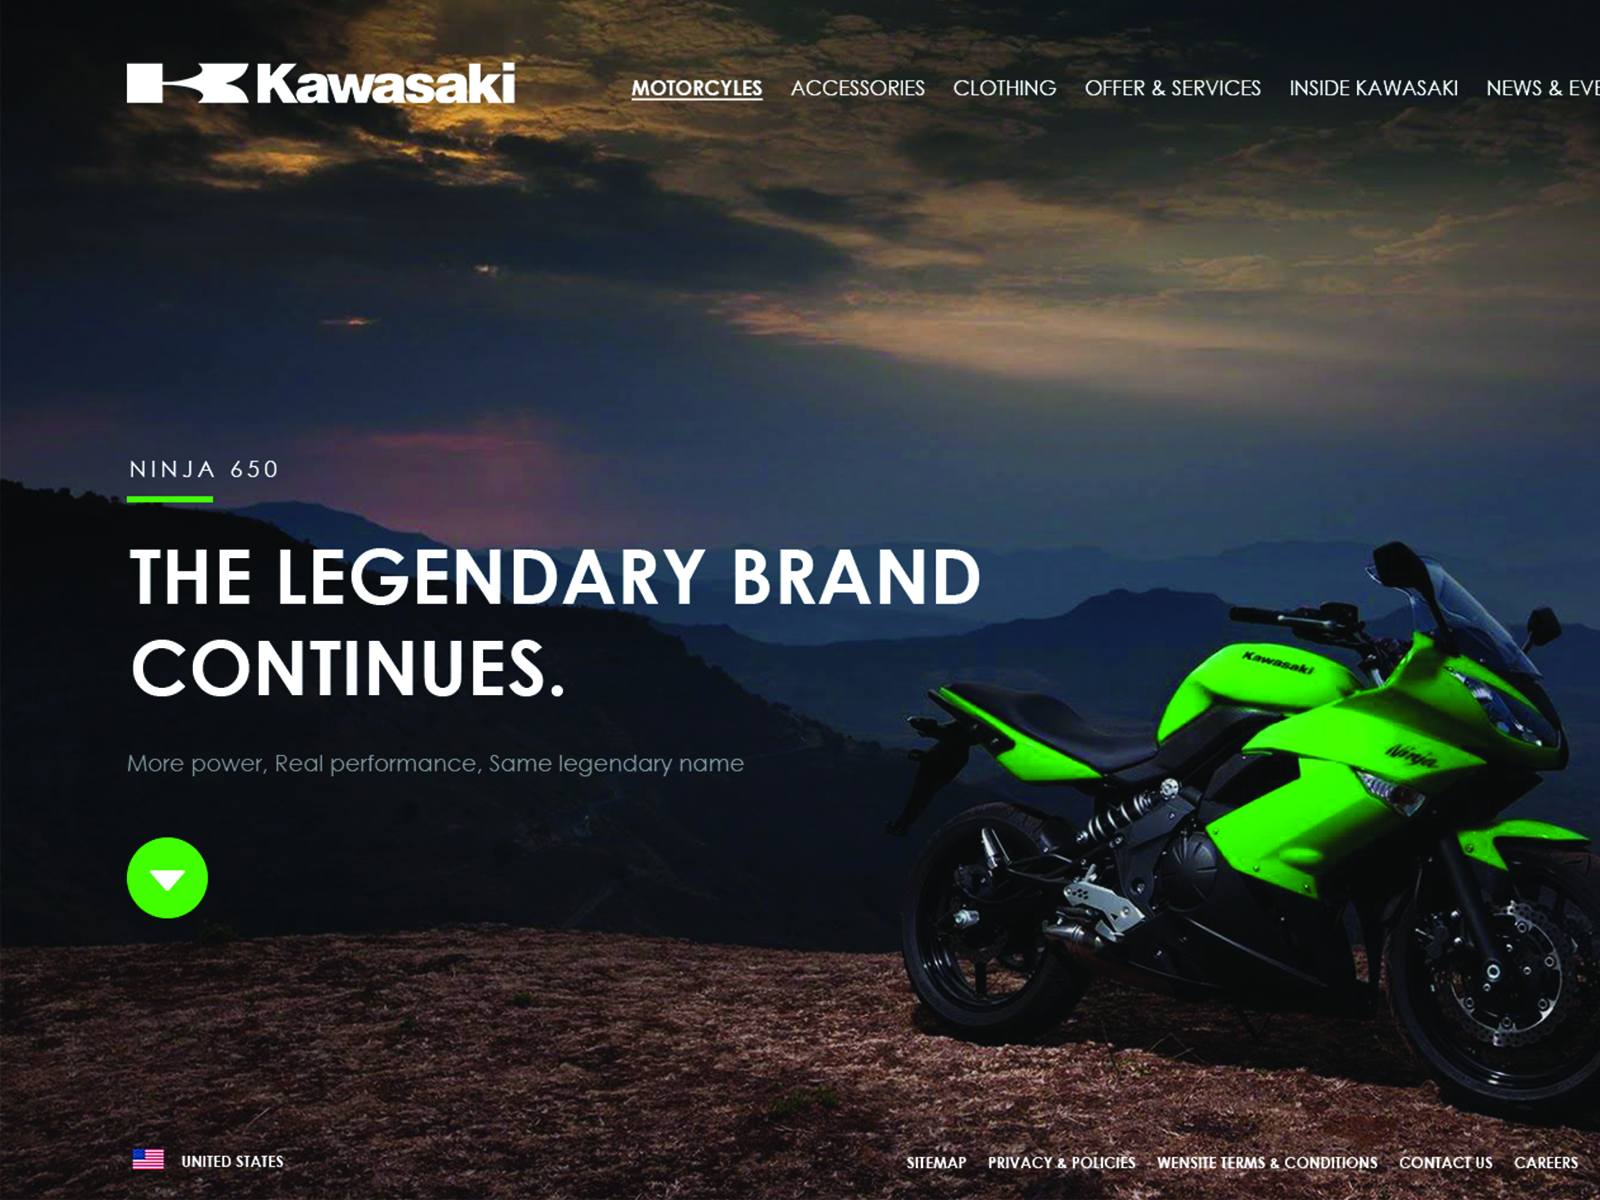 Kawasaki
MOTORCYLES ACCESSORIES CLOTHING OFFER & SERVICES INSIDE KAWASAKI NEWS & EVE
NINJA 650
THE LEGENDARY BRAND
CONTINUES.
Kawasaki
Ninja
More power, Real performance, Same legendary name
UNITED STATES
SITEMAP PRIVACY & POLICIES WENSITE TERMS & CONDITIONS CONTACT US CAREERS